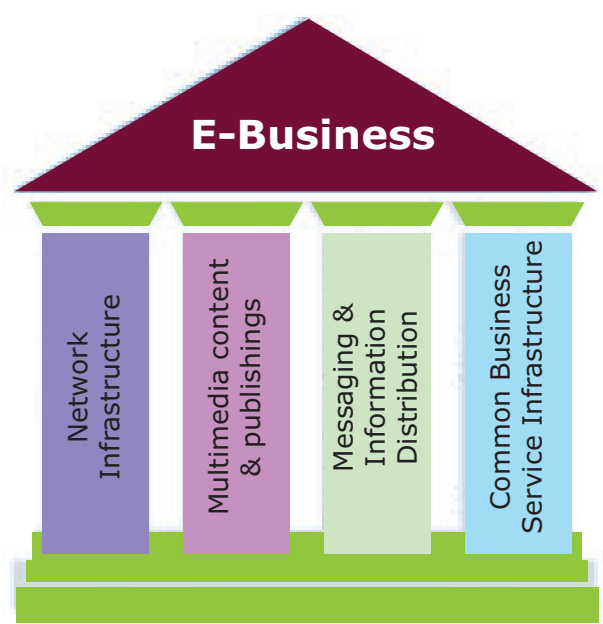 E-Business
Network
Infrastructure
Multimedia content
& publishings
Messaging &
Information
Distribution
Common Business
Service Infrastructure